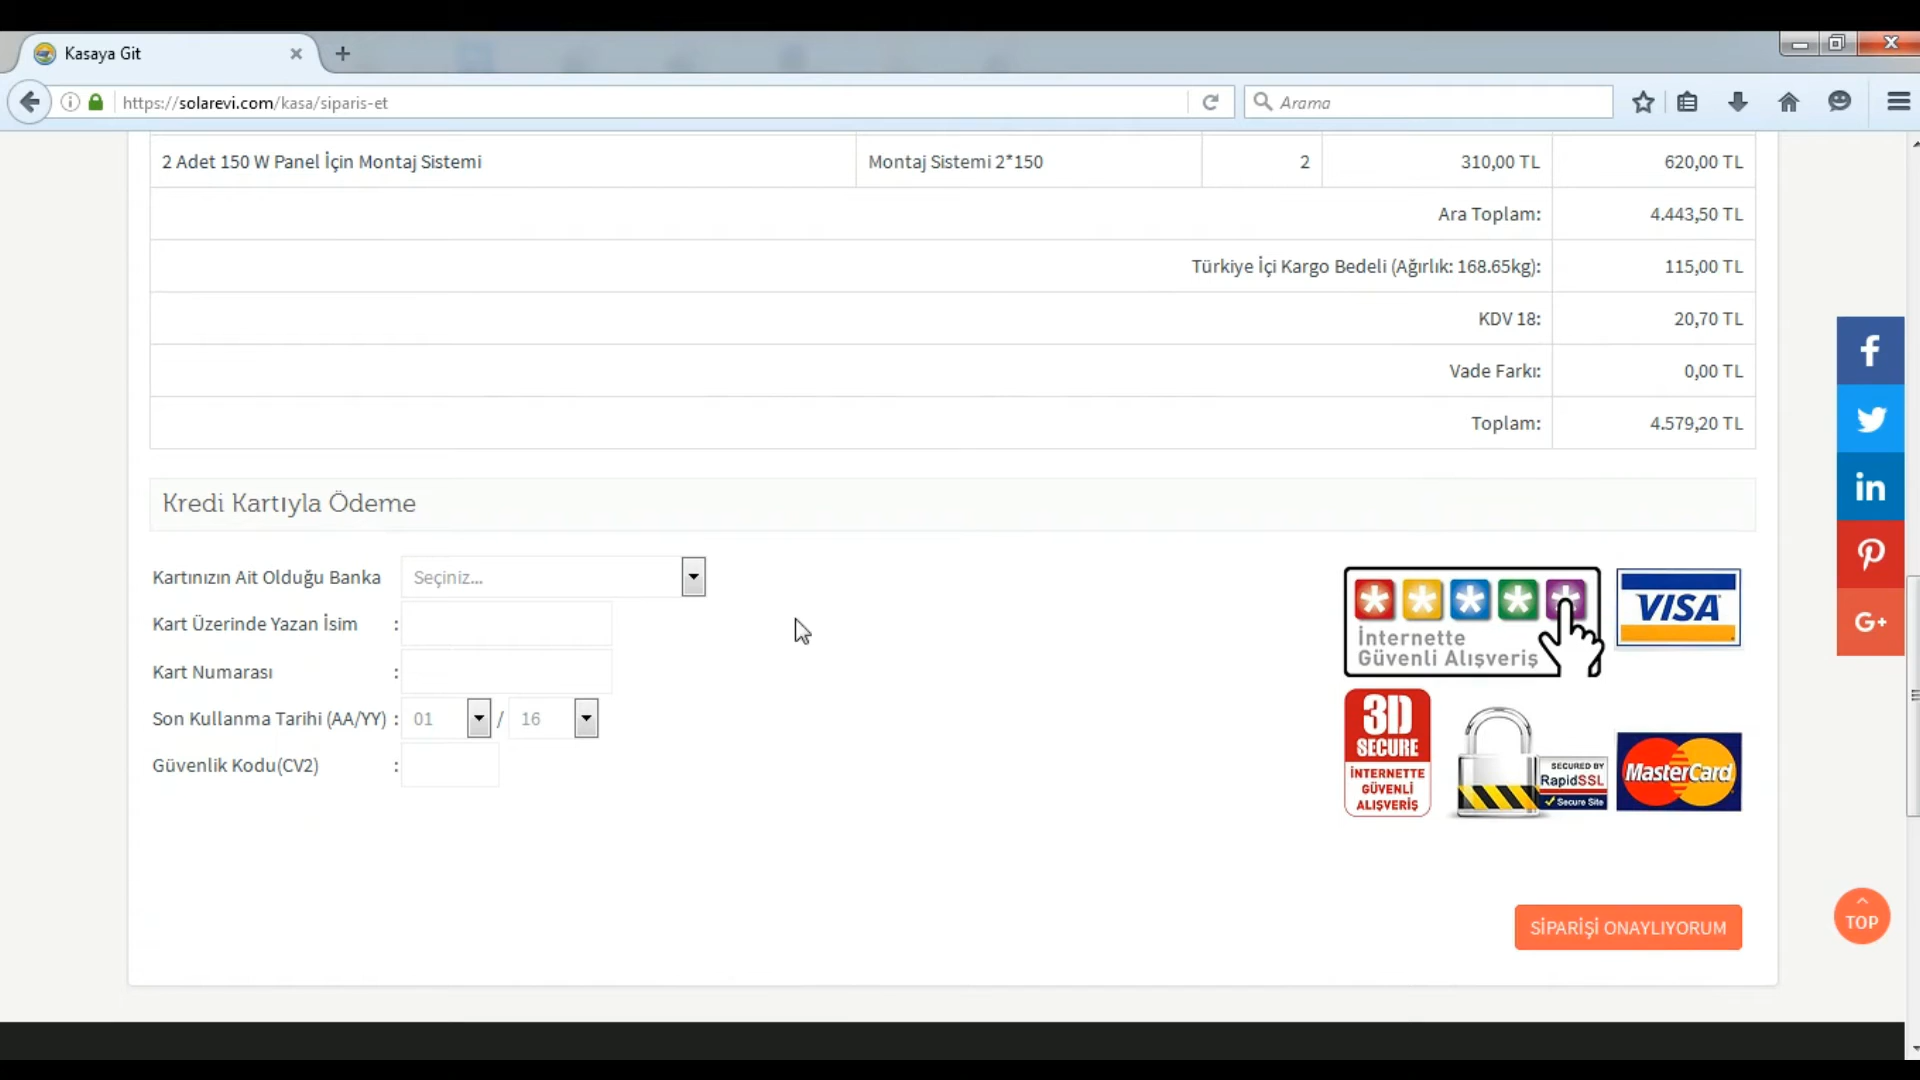 Kasaya Git
https://solarevi.com/kasa/siparis-et
Arama
2 Adet 150 W Panel İçin Montaj Sistemi Montaj Sistemi 2*150 2 310,00 TL 620,00 TL
Ara Toplam: 4.443,50 TL
Türkiye İçi Kargo Bedeli (Ağırlık: 168.65kg): 115,00 TL
KDV 18: 20,70 TL
Vade Farkı: 0,00 TL
Toplam: 4.579,20 TL
Kredi Kartıyla Ödeme
Kartınızın Ait Olduğu Banka Seçiniz...
Kart Üzerinde Yazan İsim :
Kart Numarası :
Son Kullanma Tarihi (AA/YY) : 01 / 16
Güvenlik Kodu(CV2) :
İnternette
Güvenli Alışveriş
VISA
3D
SECURE
İNTERNETTE
GÜVENLİ
ALIŞVERİŞ
SECURED BY
RapidSSL
Secure Site
MasterCard
SİPARİŞİ ONAYLIYORUM
f
in
G+
TOP